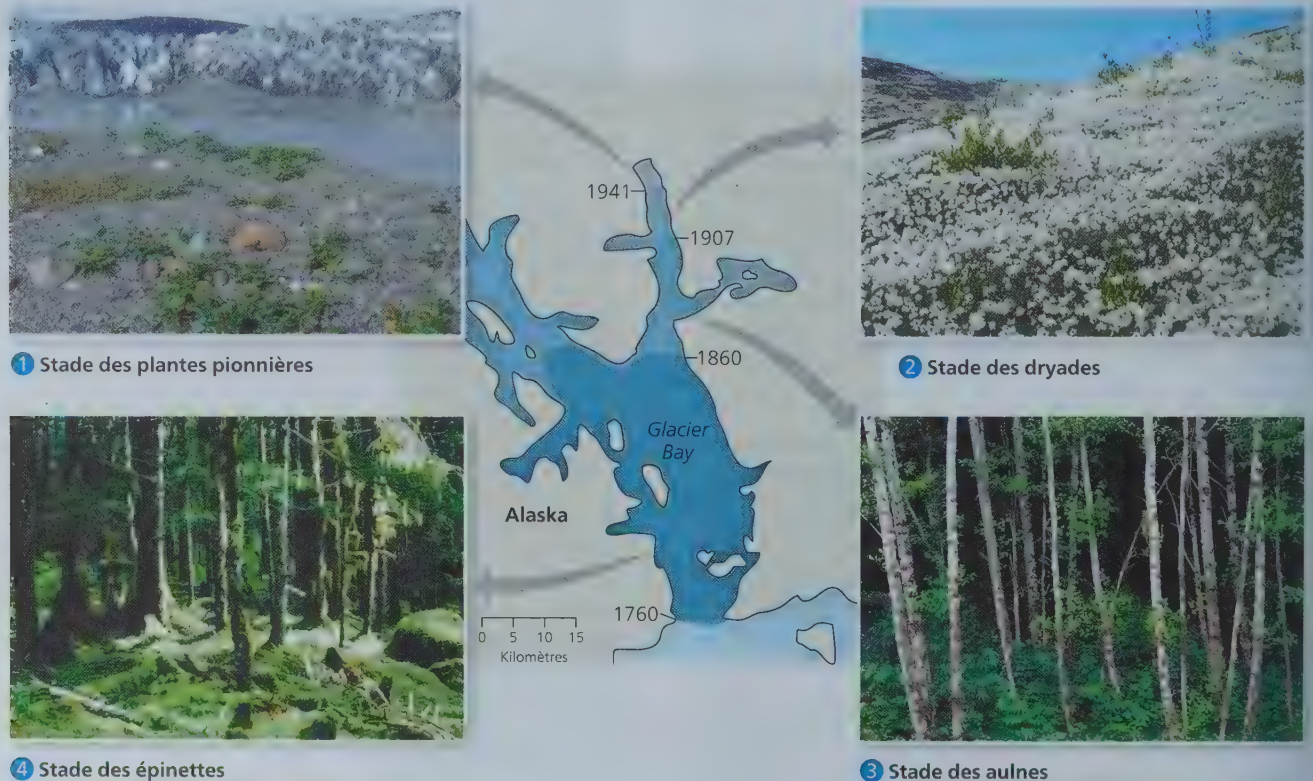 1 Stade des plantes pionnières
2 Stade des dryades
1941
1907
1860
Glacier
Bay
Alaska
1760
0 5 10 15
Kilomètres
4 Stade des épinettes
3 Stade des aulnes